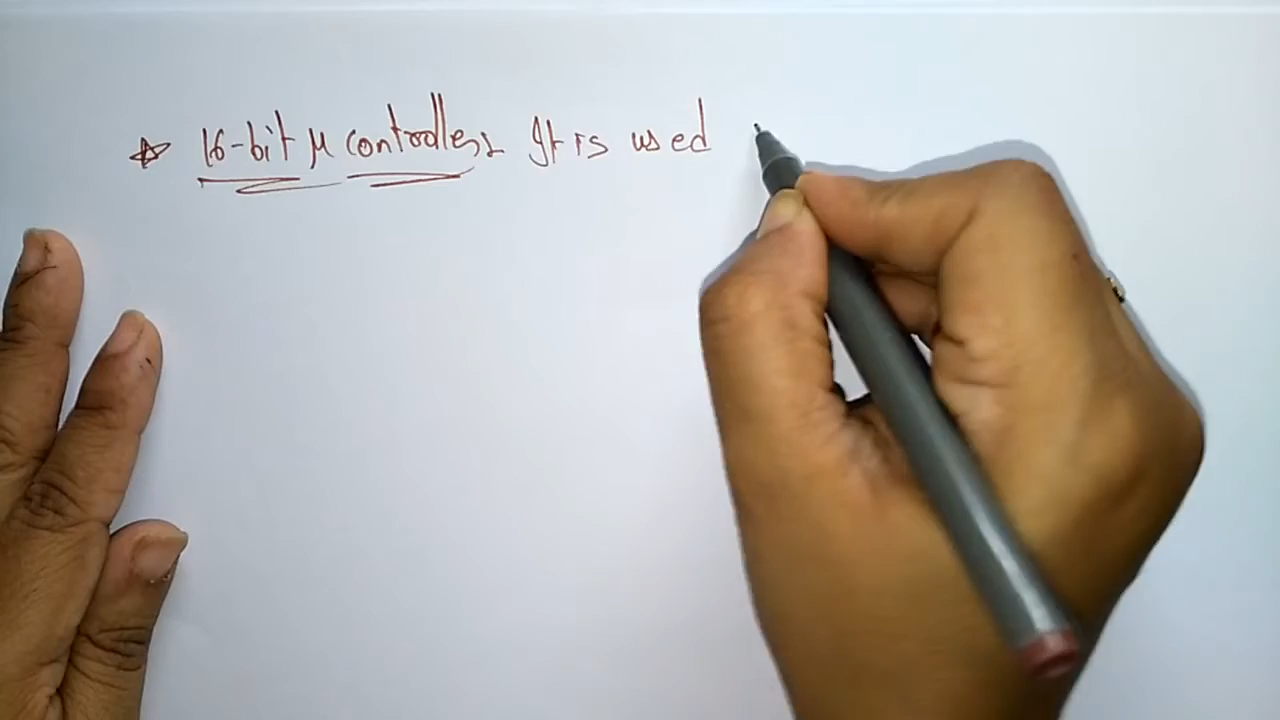 ☆ 16-bit μ controller It is used